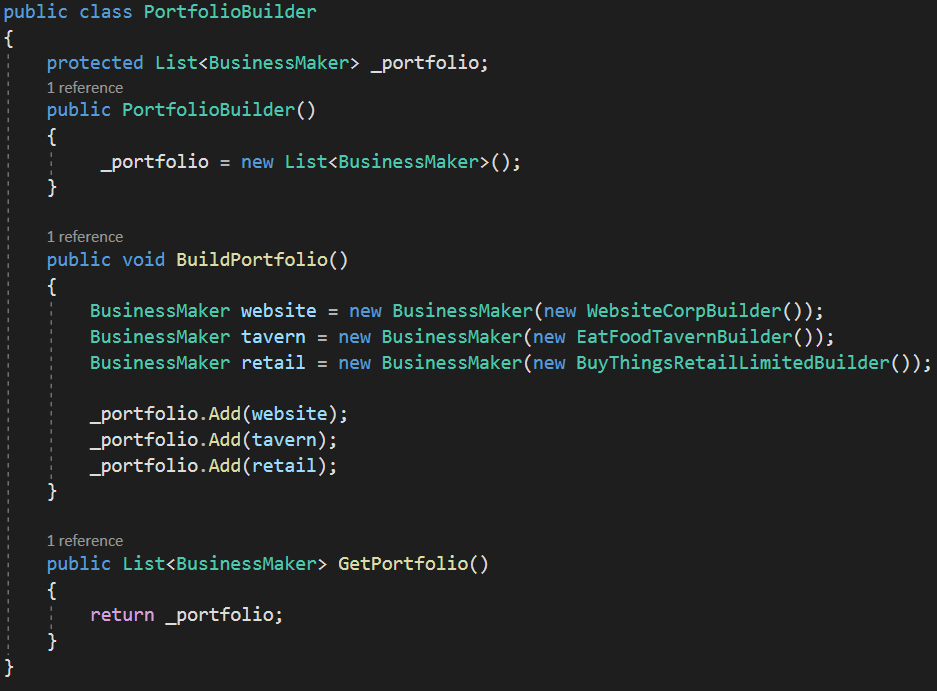 public class PortfolioBuilder
{
protected List<BusinessMaker> _portfolio;
1 reference
public PortfolioBuilder()
{
_portfolio = new List<BusinessMaker>();
}
1 reference
public void BuildPortfolio()
{
BusinessMaker website = new BusinessMaker(new WebsiteCorpBuilder());
BusinessMaker tavern = new BusinessMaker(new EatFoodTavernBuilder());
BusinessMaker retail = new BusinessMaker(new BuyThingsRetailLimitedBuilder());
_portfolio.Add(website);
_portfolio.Add(tavern);
_portfolio.Add(retail);
}
1 reference
public List<BusinessMaker> GetPortfolio()
{
return _portfolio;
}
}